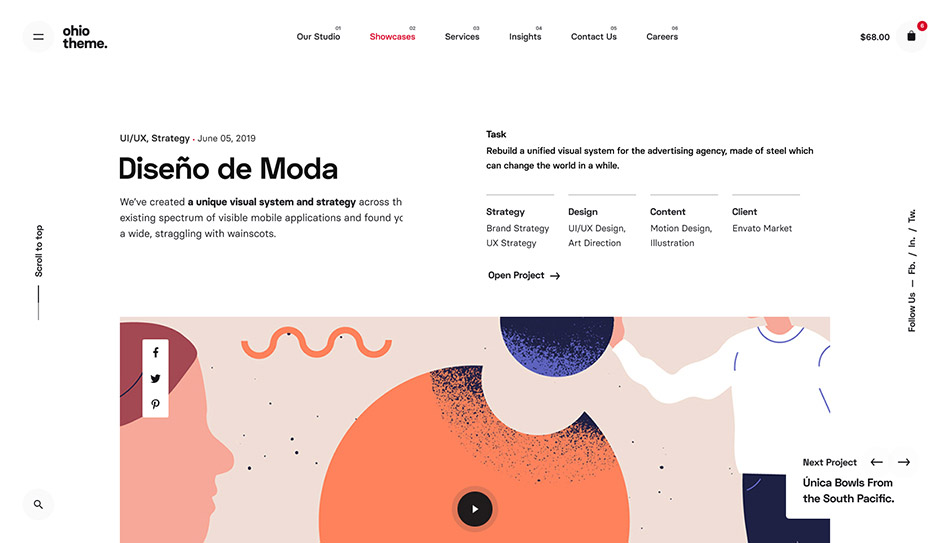 ohio
theme.
01
Our Studio
02
Showcases
03
Services
04
Insights
05
Contact Us
06
Careers
$68.00
6
UI/UX, Strategy • June 05, 2019
Diseño de Moda
We've created a unique visual system and strategy across th
existing spectrum of visible mobile applications and found yo
a wide, straggling with wainscots.
Task
Rebuild a unified visual system for the advertising agency, made of steel which
can change the world in a while.
Strategy
Brand Strategy
UX Strategy
Design
UI/UX Design,
Art Direction
Content
Motion Design,
Illustration
Client
Envato Market
Open Project
Scroll to top
Follow Us — Fb. / In. / Tw.
Next Project
Única Bowls From
the South Pacific.